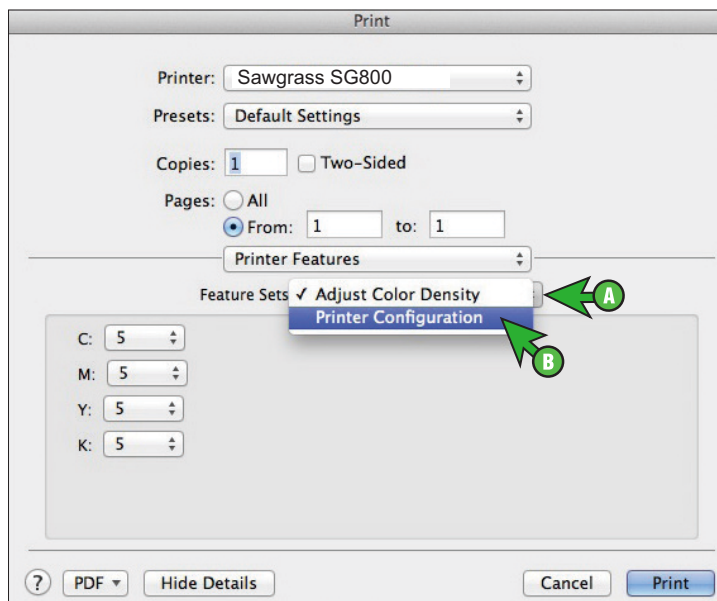 Print
Printer: Sawgrass SG800
Presets: Default Settings
Copies: 1 Two-Sided
Pages: All
From: 1 to: 1
Printer Features
Feature Sets ✓ Adjust Color Density A
Printer Configuration
B
C: 5
M: 5
Y: 5
K: 5
? PDF Hide Details Cancel Print